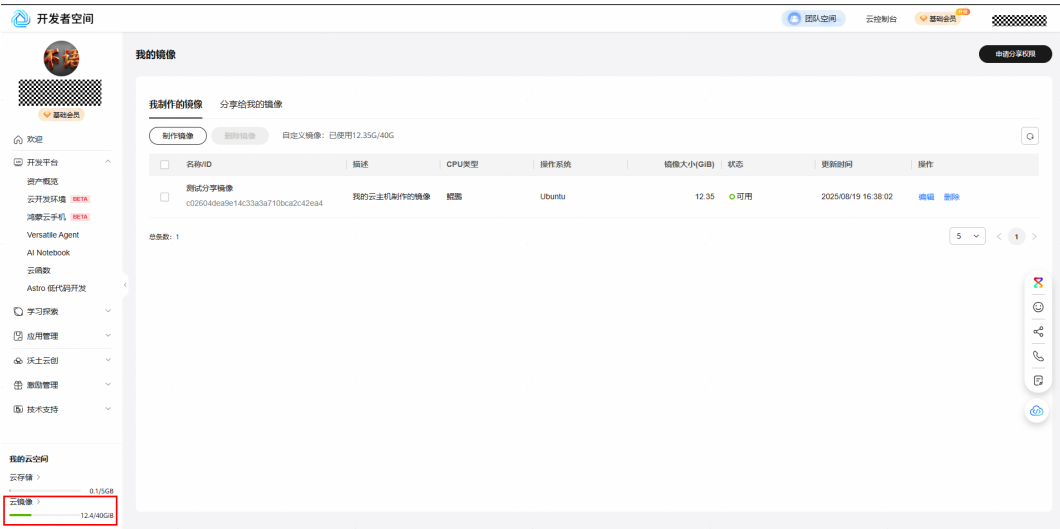 开发者空间
团队空间
云控制台
基础会员
不语
基础会员
欢迎
开发平台
资产概览
云开发环境 BETA
鸿蒙云手机 BETA
Versatile Agent
AI Notebook
云函数
Astro 低代码开发
学习探索
应用管理
沃土云创
激励管理
技术支持
我的云空间
云存储
0.1/5GB
云镜像
12.4/40GiB
我的镜像
申请分享权限
我制作的镜像 分享给我的镜像
制作镜像 删除镜像 自定义镜像: 已使用12.35G/40G
名称/ID 描述 CPU类型 操作系统 镜像大小(GiB) 状态 更新时间 操作
测试分享镜像
c02604dea9e14c33a3a710bca2c42ea4
我的云主机制作的镜像 鲲鹏 Ubuntu 12.35 可用 2025/08/19 16:38:02 编辑 删除
总条数: 1
5
1